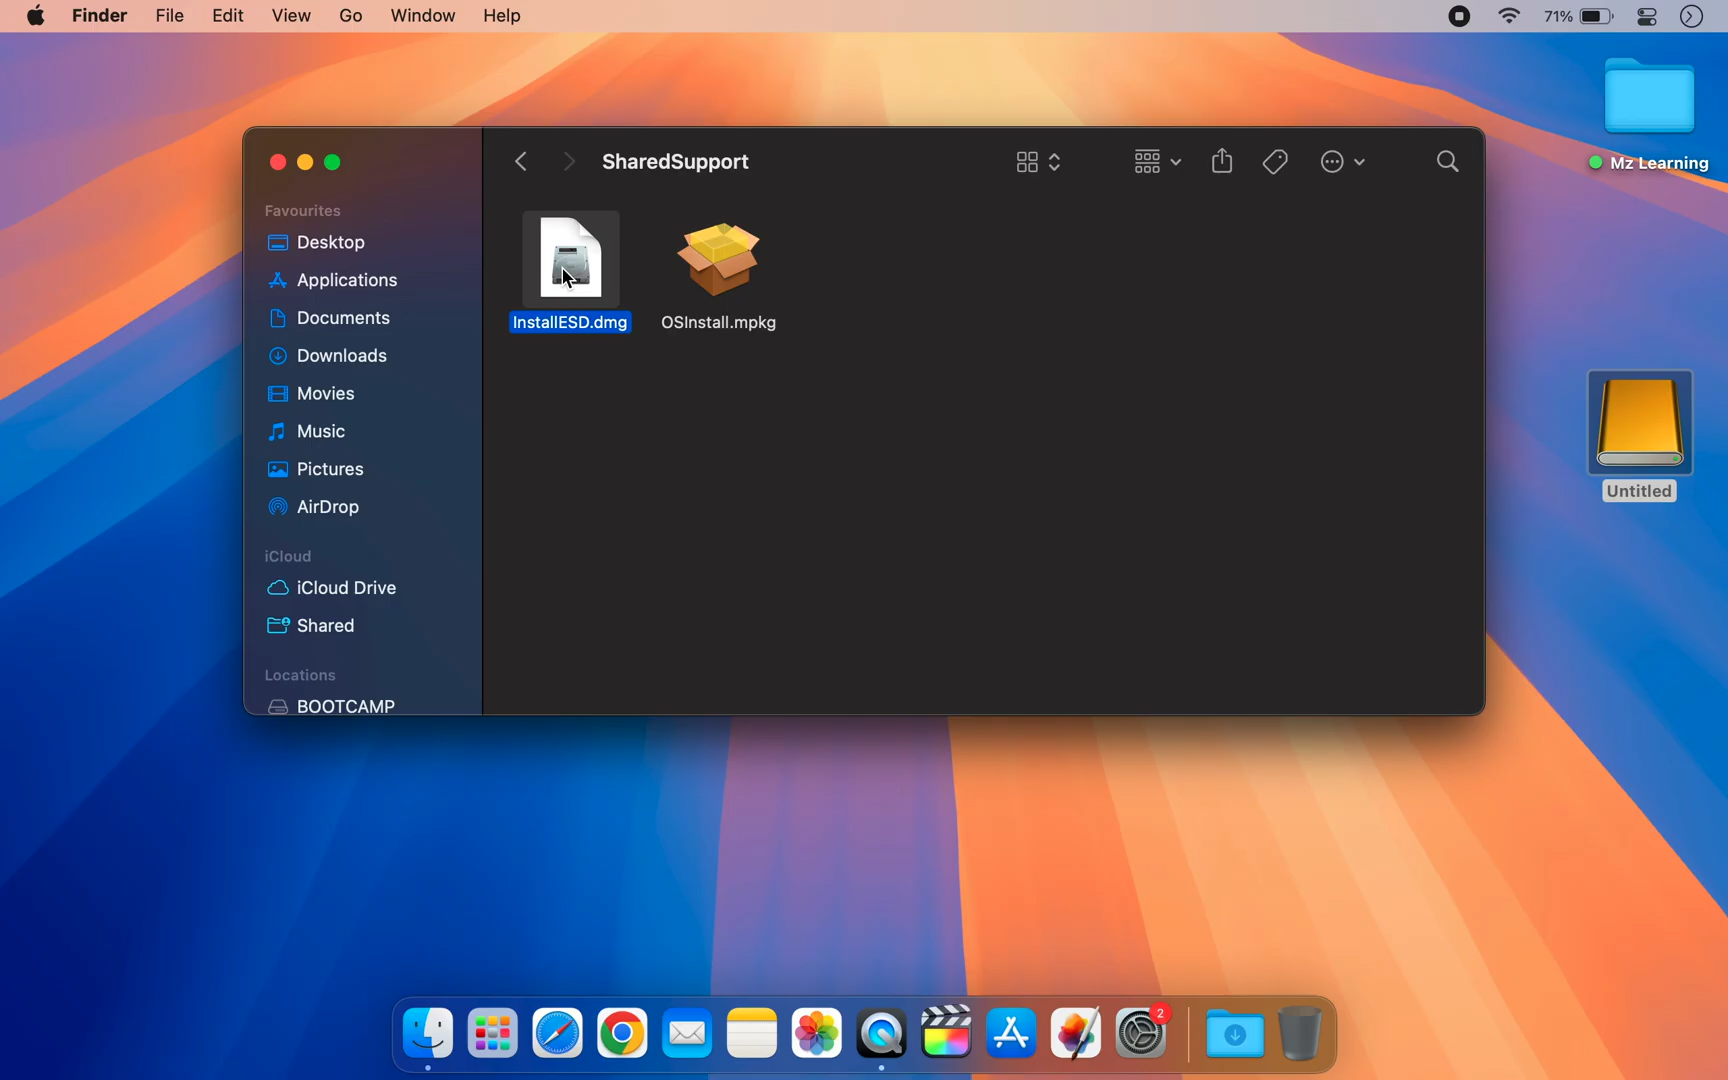 Finder File Edit View Go Window Help 71%
Mz Learning
SharedSupport
Favourites
Desktop
Applications
Documents
Downloads
Movies
Music
Pictures
AirDrop
iCloud
iCloud Drive
Shared
Locations
BOOTCAMP
InstallESD.dmg OSInstall.mpkg
Untitled
2